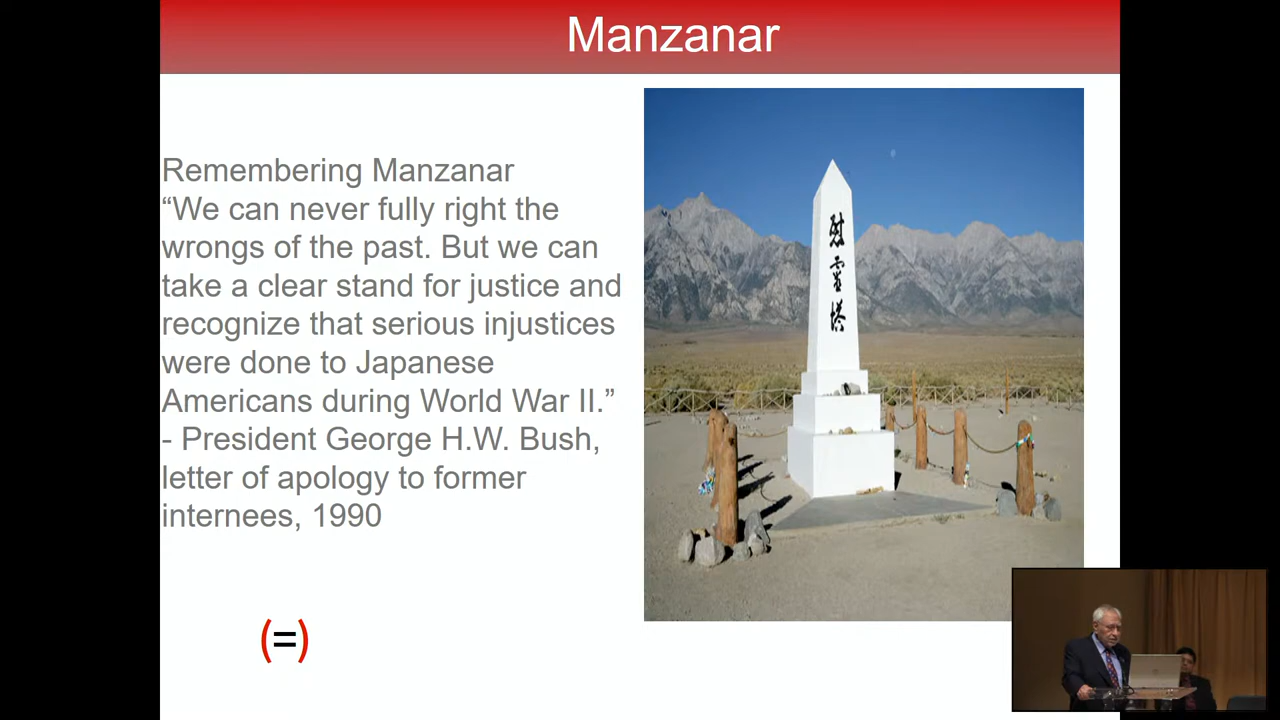 Manzanar
Remembering Manzanar
“We can never fully right the
wrongs of the past. But we can
take a clear stand for justice and
recognize that serious injustices
were done to Japanese
Americans during World War II.”
- President George H.W. Bush,
letter of apology to former
internees, 1990
(=)
慰霊塔